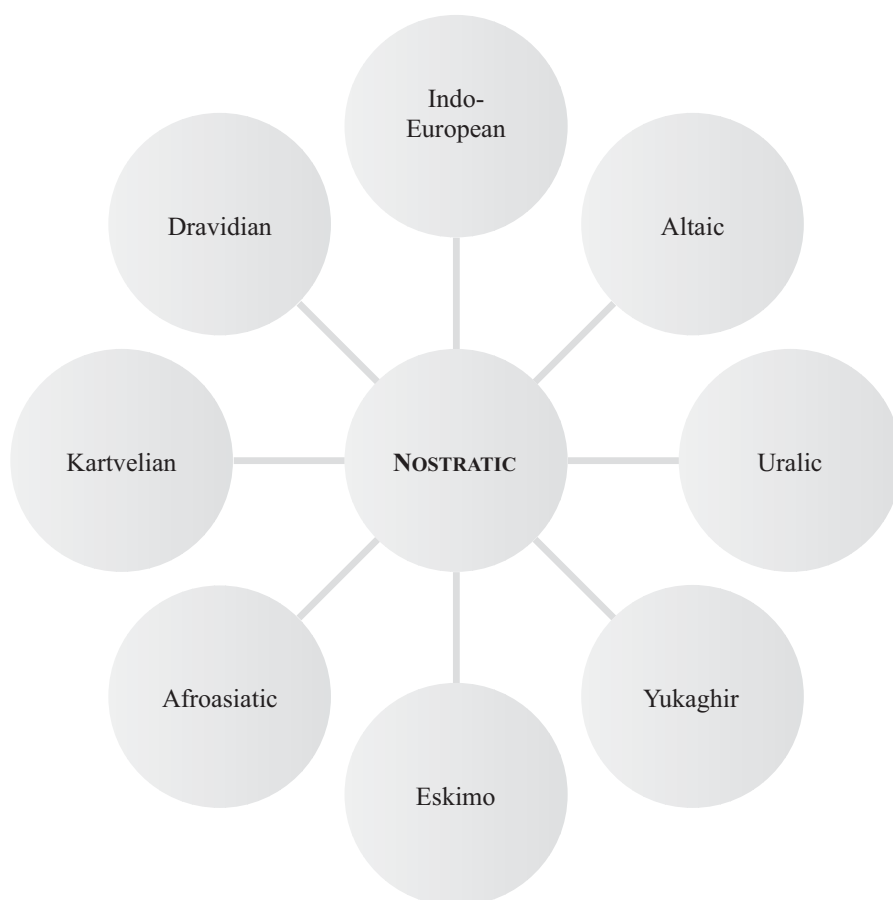 Indo-
European
Dravidian
Altaic
Kartvelian
NOSTRATIC
Uralic
Afroasiatic
Yukaghir
Eskimo